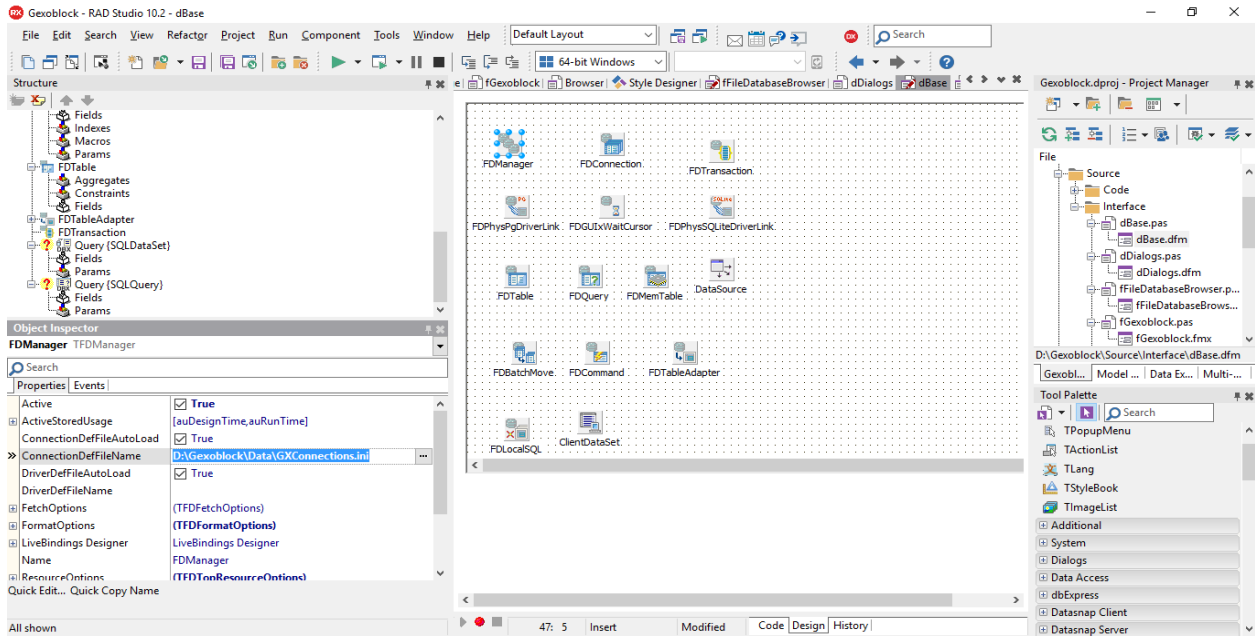 Gexoblock - RAD Studio 10.2 - dBase
File Edit Search View Refactor Project Run Component Tools Window Help
Default Layout
Search
64-bit Windows
Structure
Fields
Indexes
Macros
Params
FDTable
Aggregates
Constraints
Fields
FDTableAdapter
FDTransaction
Query {SQLDataSet}
Fields
Params
Query {SQLQuery}
Fields
Params
Object Inspector
FDManager TFDManager
Search
Properties Events
Active True
ActiveStoredUsage [auDesignTime,auRunTime]
ConnectionDefFileAutoLoad True
ConnectionDefFileName D:\Gexoblock\Data\GXConnections.ini
DriverDefFileAutoLoad True
DriverDefFileName
FetchOptions (TFDFetchOptions)
FormatOptions (TFDFormatOptions)
LiveBindings Designer LiveBindings Designer
Name FDManager
ResourceOptions (TFDTopResourceOptions)
Quick Edit... Quick Copy Name
All shown
e fGexoblock Browser Style Designer fFileDatabaseBrowser dDialogs dBase
FDManager FDConnection FDTransaction
FDPhysPgDriverLink FDGUIxWaitCursor FDPhysSQLiteDriverLink
FDTable FDQuery FDMemTable DataSource
FDBatchMove FDCommand FDTableAdapter
FDLocalSQL ClientDataSet
47: 5 Insert Modified Code Design History
Gexoblock.dproj - Project Manager
File
Source
Code
Interface
dBase.pas
dBase.dfm
dDialogs.pas
dDialogs.dfm
fFileDatabaseBrowser.p...
fFileDatabaseBrows...
fGexoblock.pas
fGexoblock.fmx
D:\Gexoblock\Source\Interface\dBase.dfm
Gexobl... Model ... Data Ex... Multi-...
Tool Palette
Search
TPopupMenu
TActionList
TLang
TStyleBook
TImageList
Additional
System
Dialogs
Data Access
dbExpress
Datasnap Client
Datasnap Server